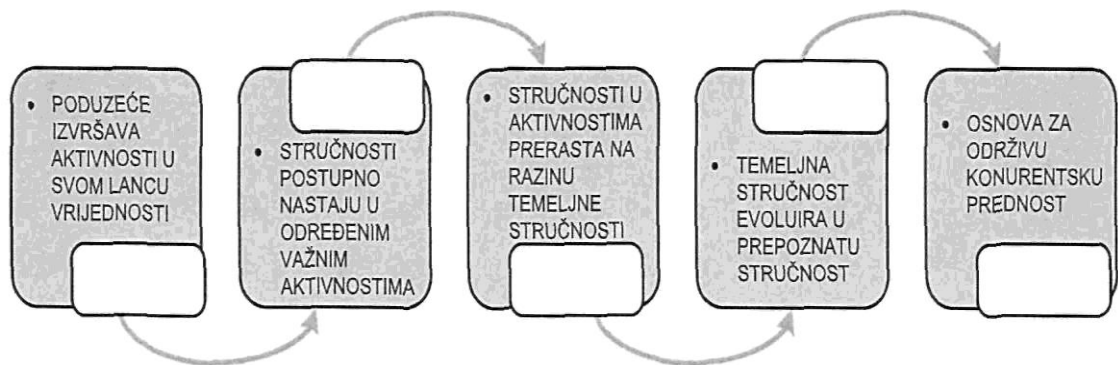 • PODUZEĆE
IZVRŠAVA
AKTIVNOSTI U
SVOM LANCU
VRIJEDNOSTI
• STRUČNOSTI
POSTUPNO
NASTAJU U
ODREĐENIM
VAŽNIM
AKTIVNOSTIMA
• STRUČNOSTI U
AKTIVNOSTIMA
PRERASTA NA
RAZINU
TEMELJNE
STRUČNOSTI
• TEMELJNA
STRUČNOST
EVOLUIRA U
PREPOZNATU
STRUČNOST
• OSNOVA ZA
ODRŽIVU
KONURENTSKU
PREDNOST